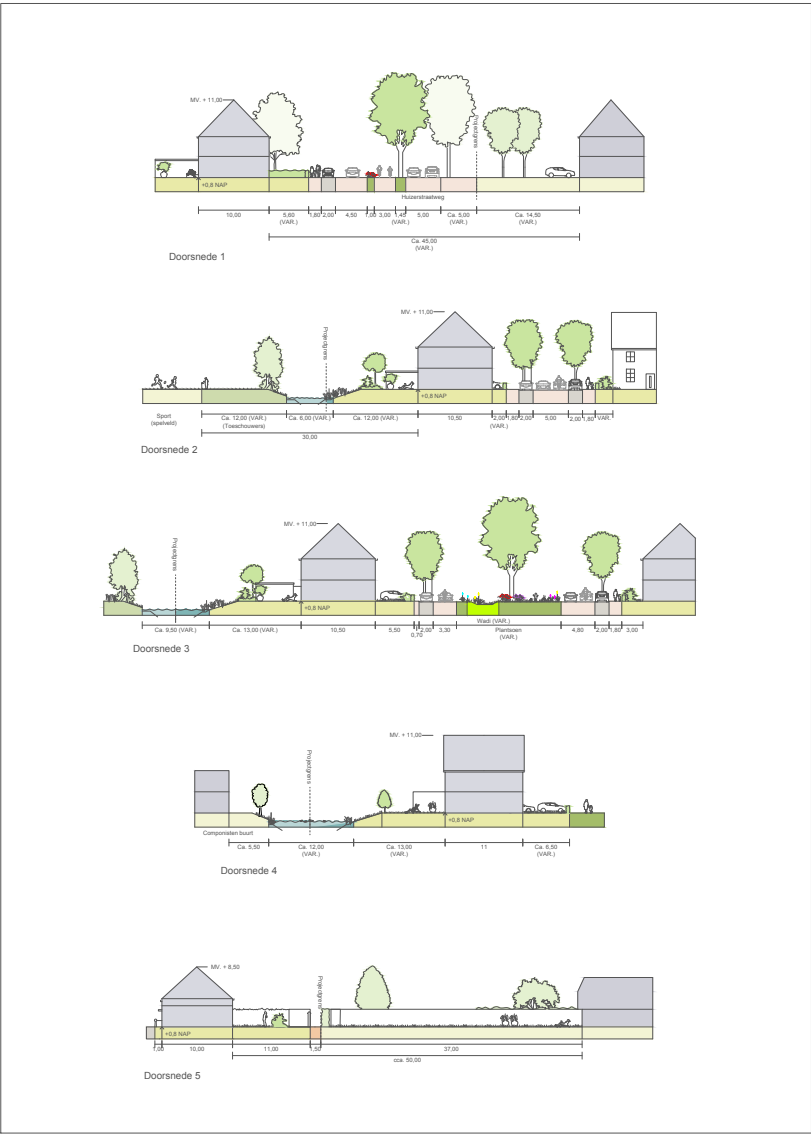 MV. + 11,00
Projectgrens
+0,8 NAP
Huizerstraatweg
10,00
5,60
(VAR.)
1,80
2,00
4,50
1,00
3,00
1,45
(VAR.)
5,00
Ca. 5,00
(VAR.)
Ca. 14,50
(VAR.)
Ca. 45,00
(VAR.)
Doorsnede 1
MV. + 11,00
Projectgrens
+0,8 NAP
Sport
(spelveld)
Ca. 12,00 (VAR.)
(Toeschouwers)
Ca. 6,00 (VAR.)
Ca. 12,00 (VAR.)
10,50
2,00
(VAR.)
1,80
2,00
5,00
2,00
1,80
VAR.
30,00
Doorsnede 2
MV. + 11,00
Projectgrens
+0,8 NAP
Ca. 9,50 (VAR.)
Ca. 13,00 (VAR.)
10,50
5,50
0,70
2,00
3,30
Wadi (VAR.)
Plantsoen
(VAR.)
4,80
2,00
1,80
3,00
Doorsnede 3
MV. + 11,00
Projectgrens
+0,8 NAP
Componisten buurt
Ca. 5,50
Ca. 12,00
(VAR.)
Ca. 13,00
(VAR.)
11
Ca. 6,50
(VAR.)
Doorsnede 4
MV. + 8,50
Projectgrens
+0,8 NAP
1,00
10,00
11,00
1,50
37,00
cca. 50,00
Doorsnede 5